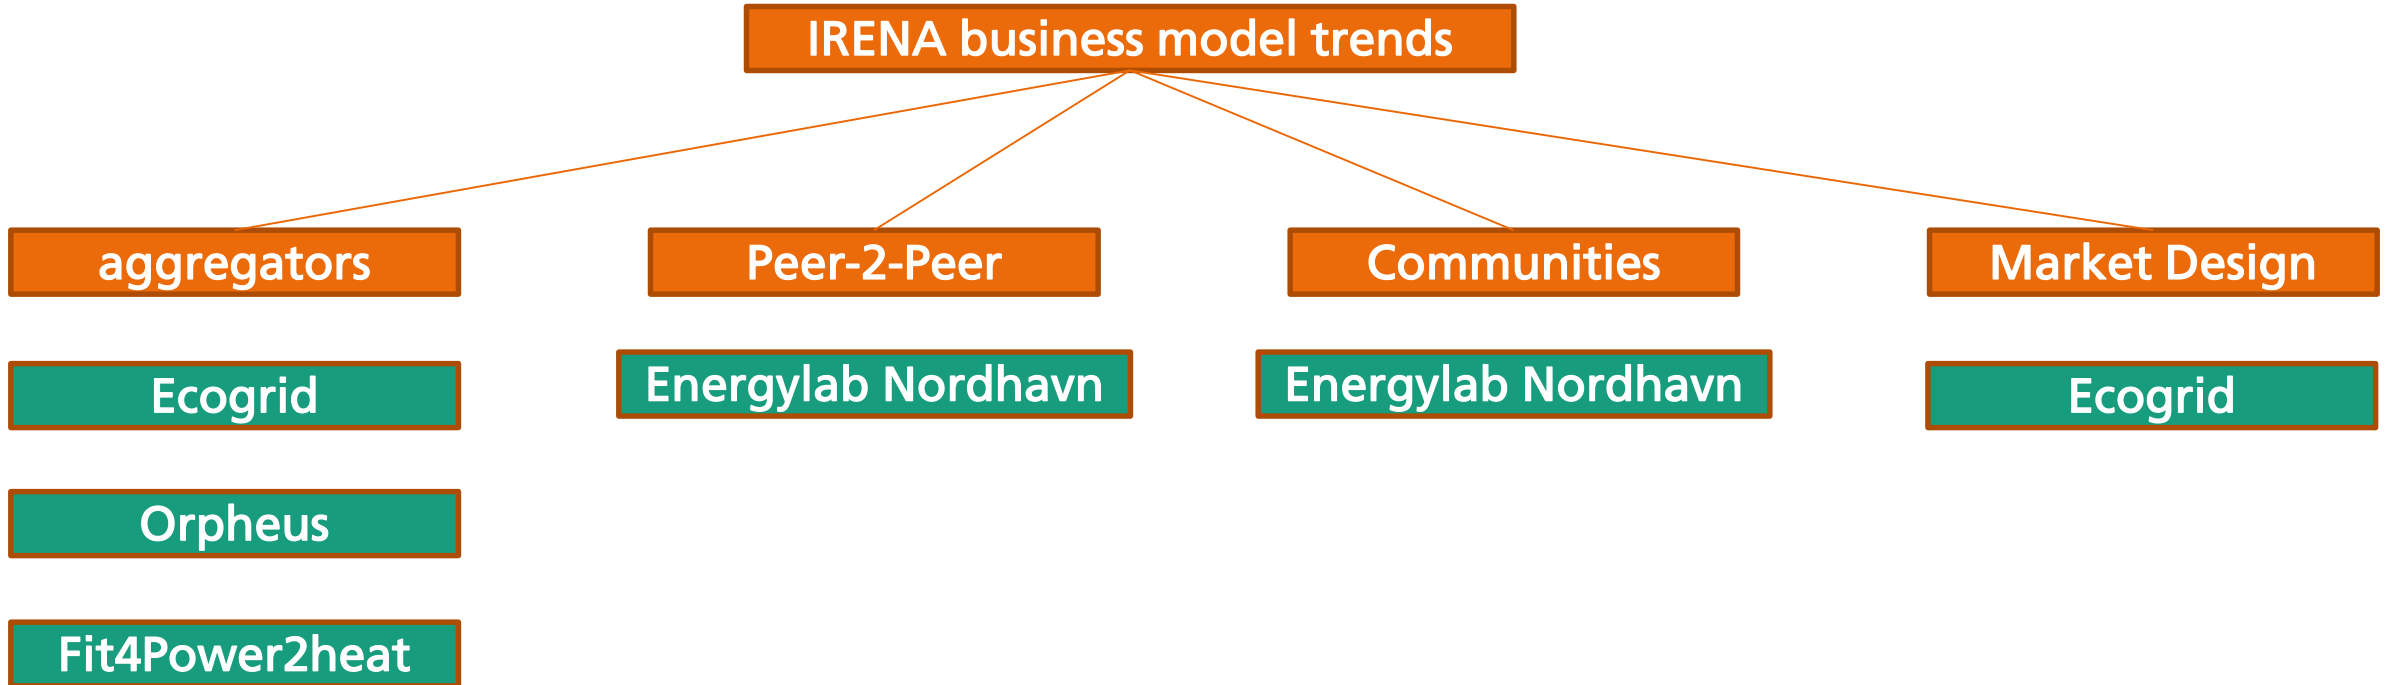 IRENA business model trends
aggregators
Peer-2-Peer
Communities
Market Design
Ecogrid
Energylab Nordhavn
Energylab Nordhavn
Ecogrid
Orpheus
Fit4Power2heat